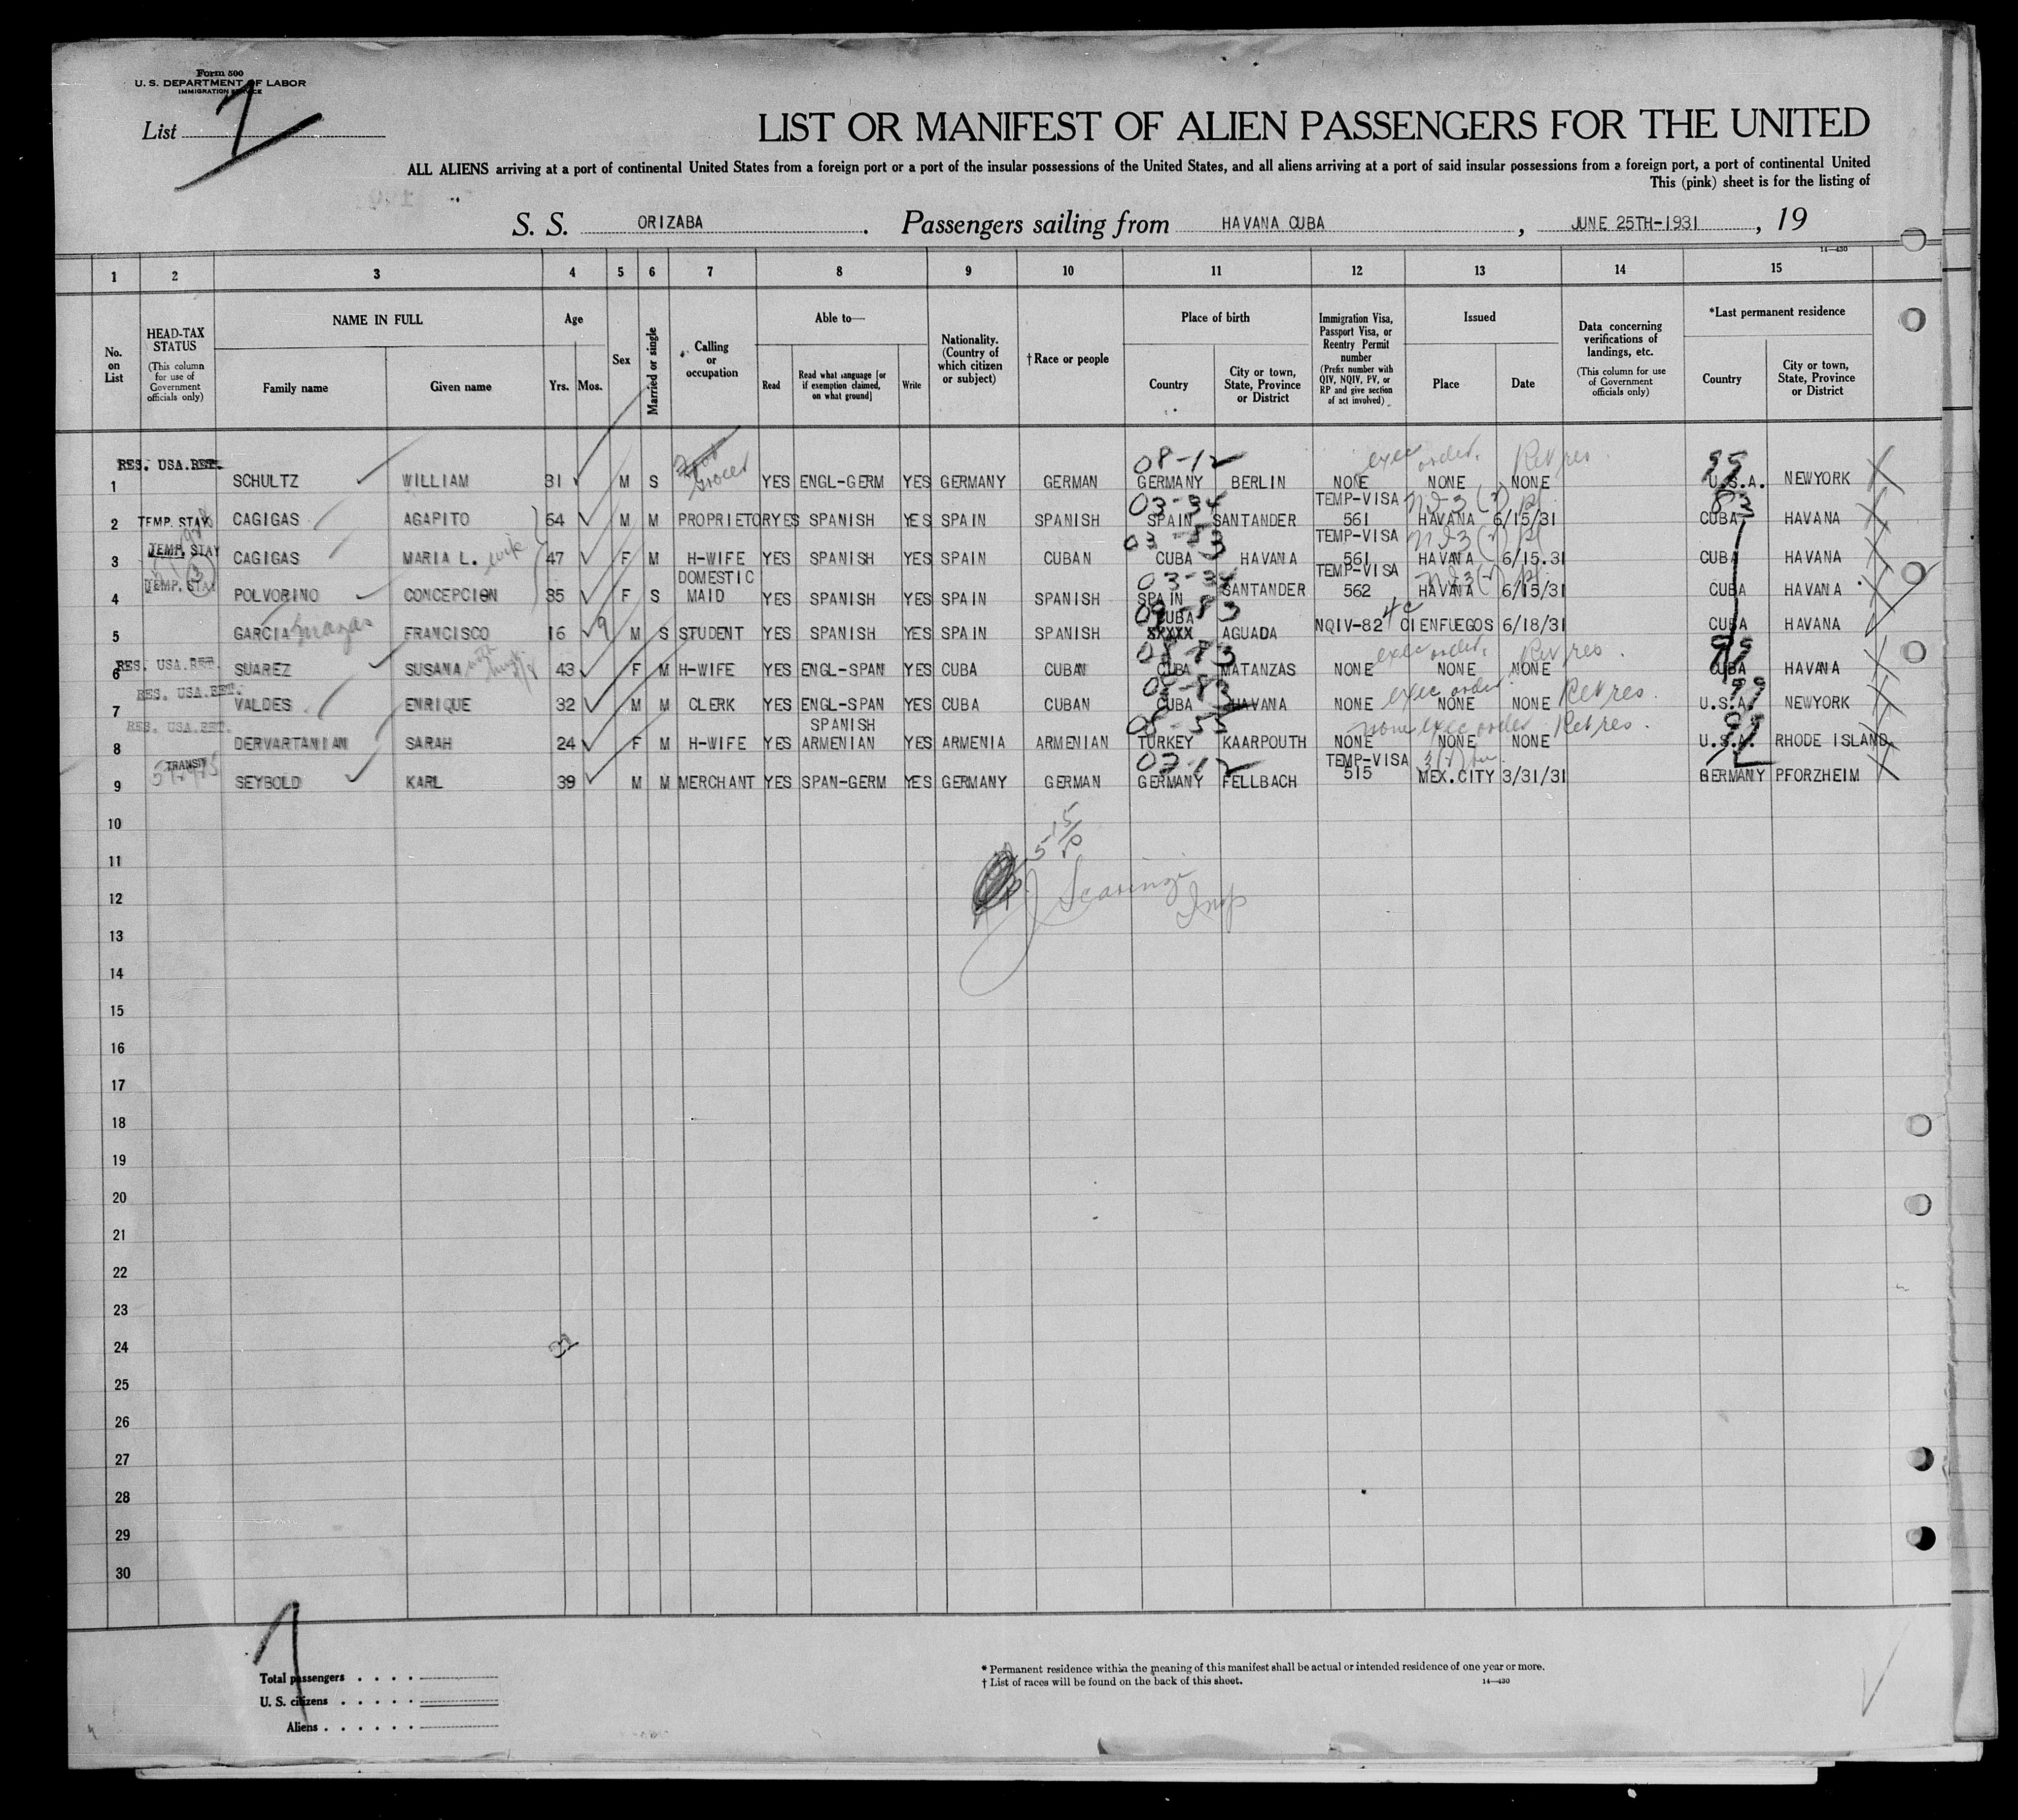 Form 500
U. S. DEPARTMENT OF LABOR
IMMIGRATION SERVICE
List 7
LIST OR MANIFEST OF ALIEN PASSENGERS FOR THE UNITED
ALL ALIENS arriving at a port of continental United States from a foreign port or a port of the insular possessions of the United States, and all aliens arriving at a port of said insular possessions from a foreign port, a port of continental United
This (pink) sheet is for the listing of
S. S. ORIZABA. Passengers sailing from HAVANA CUBA, JUNE 25TH-1931, 19
14—430
1 2 3 4 5 6 7 8 9 10 11 12 13 14 15
No. on List
HEAD-TAX STATUS (This column for use of Government officials only)
NAME IN FULL Family name Given name
Age Yrs. Mos.
Sex
Married or single
Calling or occupation
Able to— Read Read what language [or if exemption claimed, on what ground] Write
Nationality. (Country of which citizen or subject)
†Race or people
Place of birth Country City or town, State, Province or District
Immigration Visa, Passport Visa, or Reentry Permit number (Prefix number with QIV, NQIV, PV, or RP and give section of act involved)
Issued Place Date
Data concerning verifications of landings, etc. (This column for use of Government officials only)
*Last permanent residence Country City or town, State, Province or District
08-12 exec order. Ret res. 99
RES. USA.RET.
1 SCHULTZ WILLIAM 31 M S Grocer YES ENGL-GERM YES GERMANY GERMAN GERMANY BERLIN NONE NONE NONE U.S.A. NEWYORK
03-34 TEMP-VISA 83
2 TEMP. STAY CAGIGAS AGAPITO 64 M M PROPRIETOR YES SPANISH YES SPAIN SPANISH SPAIN SANTANDER 561 HAVANA 6/15/31 CUBA HAVANA
03-83 TEMP-VISA
3 TEMP. STAY CAGIGAS MARIA L. wife 47 F M H-WIFE YES SPANISH YES SPAIN CUBAN CUBA HAVANA 561 HAVANA 6/15.31 CUBA HAVANA
DOMESTIC 03-34 TEMP-VISA
4 TEMP. STAY POLVORINO CONCEPCION 35 F S MAID YES SPANISH YES SPAIN SPANISH SPAIN SANTANDER 562 HAVANA 6/15/31 CUBA HAVANA
CUBA
5 GARCIA FRANCISCO 16 9 M S STUDENT YES SPANISH YES SPAIN SPANISH XXXXX AGUADA NQIV-82 4c CIENFUEGOS 6/18/31 CUBA HAVANA
08-83 exec order. Ret res. 99
RES. USA.RET.
6 SUAREZ SUSANA 43 F M H-WIFE YES ENGL-SPAN YES CUBA CUBAN CUBA MATANZAS NONE NONE NONE CUBA HAVANA
RES. USA.RET.
7 VALDES ENRIQUE 32 M M CLERK YES ENGL-SPAN YES CUBA CUBAN CUBA HAVANA NONE exec order NONE NONE Ret res. U.S.A. NEWYORK
RES. USA.RET. SPANISH 08-55 none exec order Ret res.
8 DERVARTANIAN SARAH 24 F M H-WIFE YES ARMENIAN YES ARMENIA ARMENIAN TURKEY KAARPOUTH NONE NONE NONE U.S.A. RHODE ISLAND
TRANSIT TEMP-VISA
9 SEYBOLD KARL 39 M M MERCHANT YES SPAN-GERM YES GERMANY GERMAN GERMANY FELLBACH 515 MEX.CITY 3/31/31 GERMANY PFORZHEIM
10
11
12
13
14
15
16
17
18
19
20
21
22
23
24
25
26
27
28
29
30
Insp
Total passengers
U. S. citizens
Aliens
* Permanent residence within the meaning of this manifest shall be actual or intended residence of one year or more.
† List of races will be found on the back of this sheet.
14—430